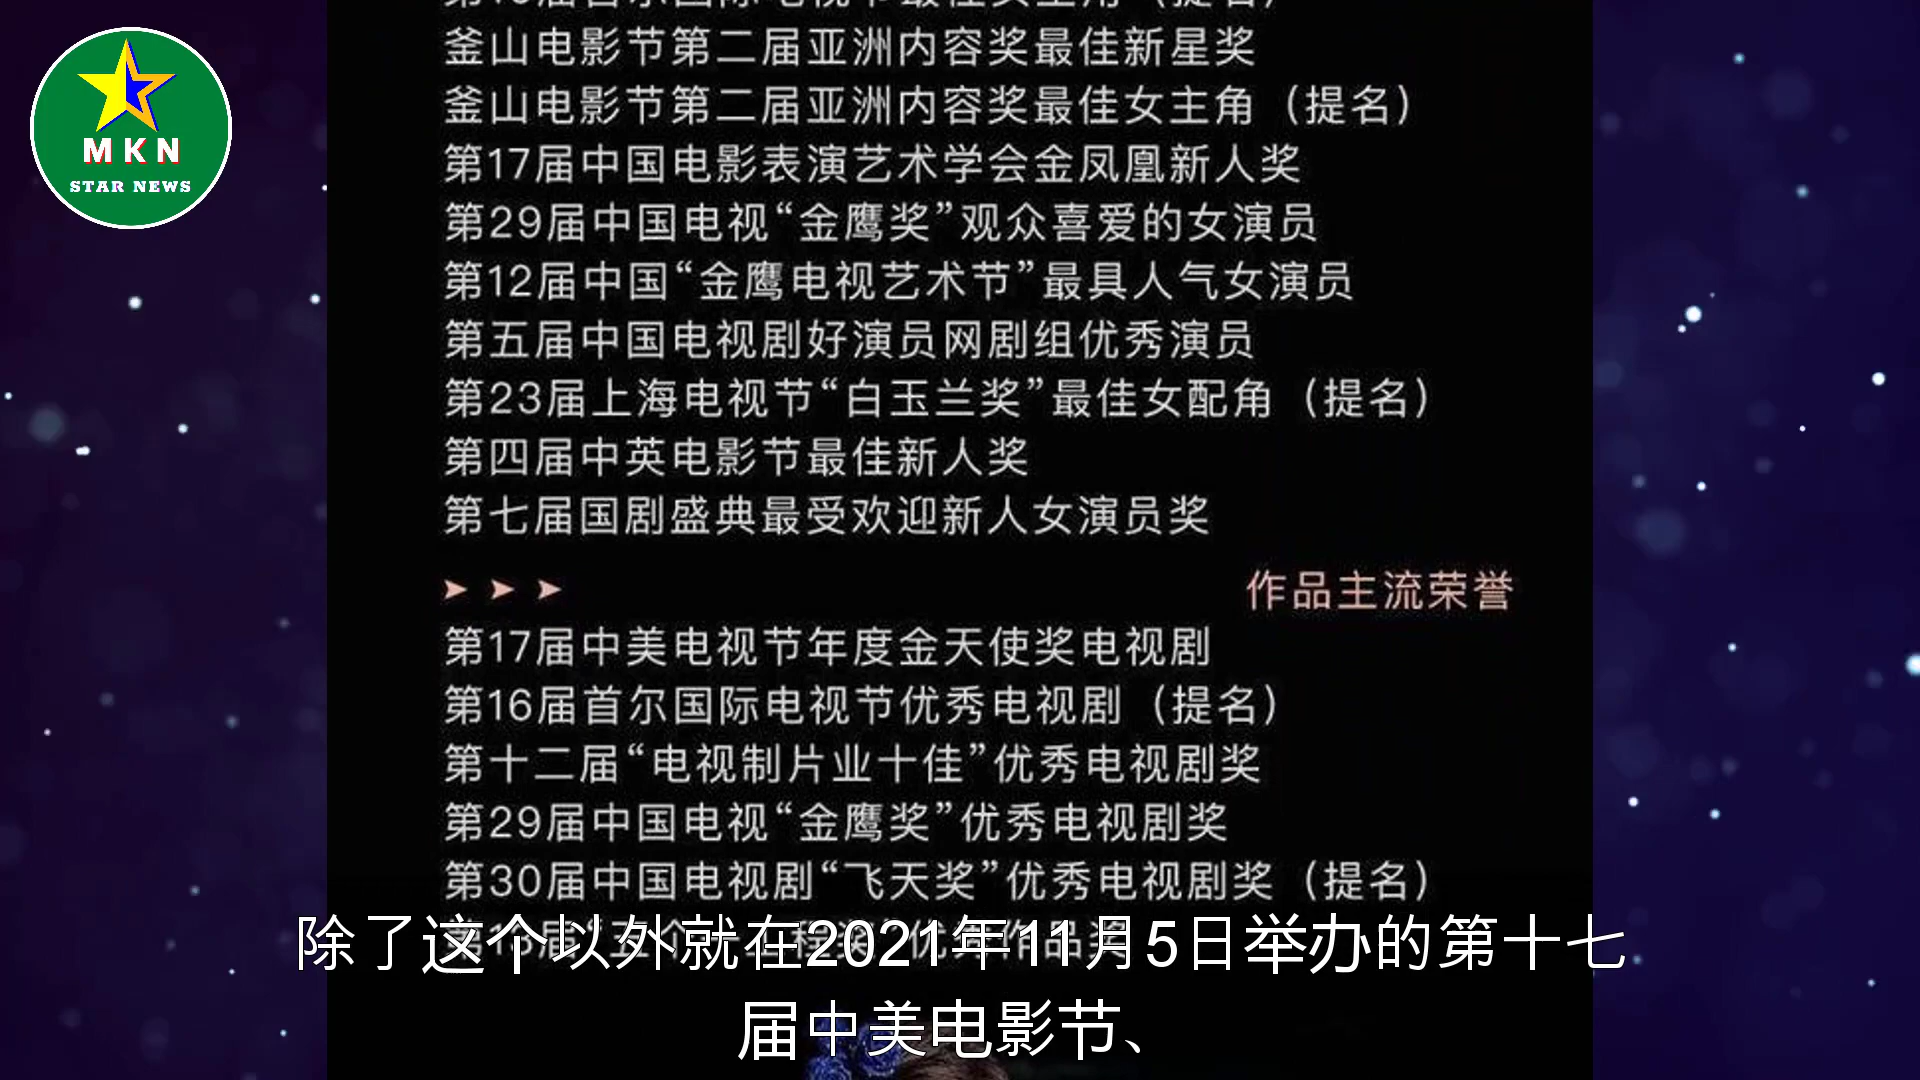 MKN
STAR NEWS
釜山电影节第二届亚洲内容奖最佳新星奖
釜山电影节第二届亚洲内容奖最佳女主角（提名）
第17届中国电影表演艺术学会金凤凰新人奖
第29届中国电视“金鹰奖”观众喜爱的女演员
第12届中国“金鹰电视艺术节”最具人气女演员
第五届中国电视剧好演员网剧组优秀演员
第23届上海电视节“白玉兰奖”最佳女配角（提名）
第四届中英电影节最佳新人奖
第七届国剧盛典最受欢迎新人女演员奖
作品主流荣誉
第17届中美电视节年度金天使奖电视剧
第16届首尔国际电视节优秀电视剧（提名）
第十二届“电视制片业十佳”优秀电视剧奖
第29届中国电视“金鹰奖”优秀电视剧奖
第30届中国电视剧“飞天奖”优秀电视剧奖（提名）
除了这个以外就在2021年11月5日举办的第十七
届中美电影节、